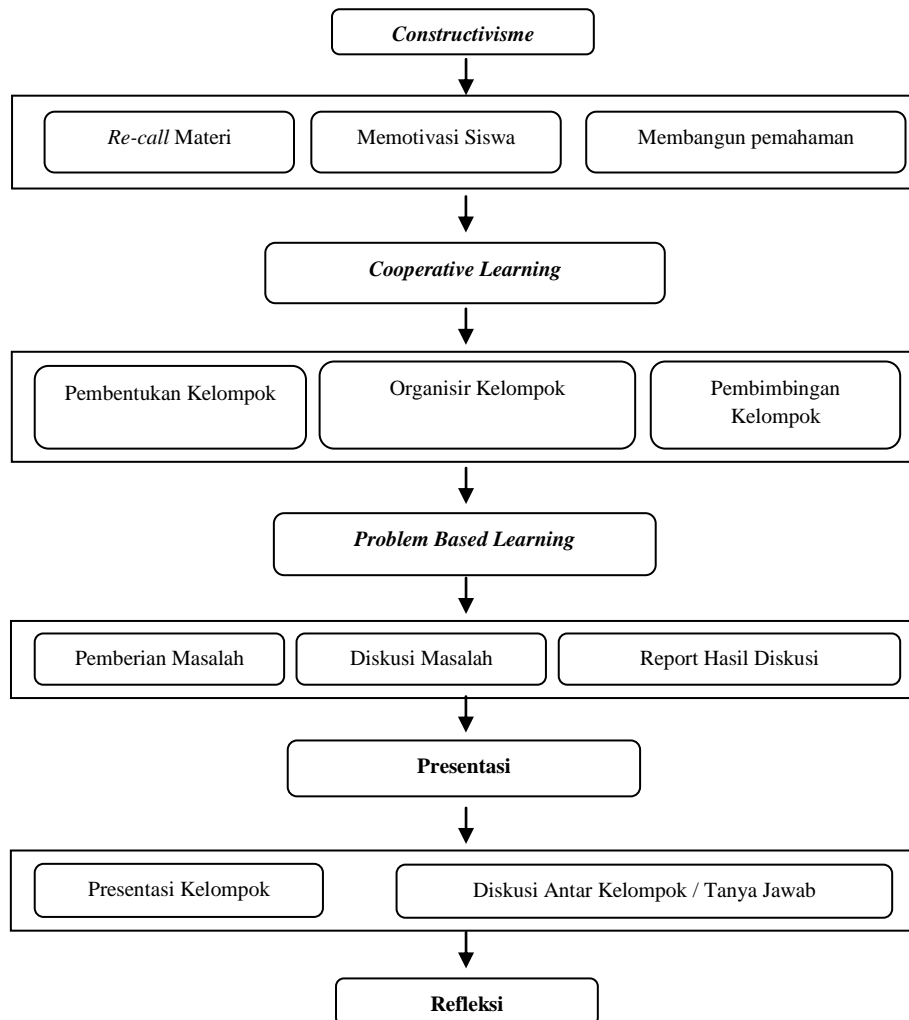 Constructivisme
Re-call Materi
Memotivasi Siswa
Membangun pemahaman
Cooperative Learning
Pembentukan Kelompok
Organisir Kelompok
Pembimbingan
Kelompok
Problem Based Learning
Pemberian Masalah
Diskusi Masalah
Report Hasil Diskusi
Presentasi
Presentasi Kelompok
Diskusi Antar Kelompok / Tanya Jawab
Refleksi